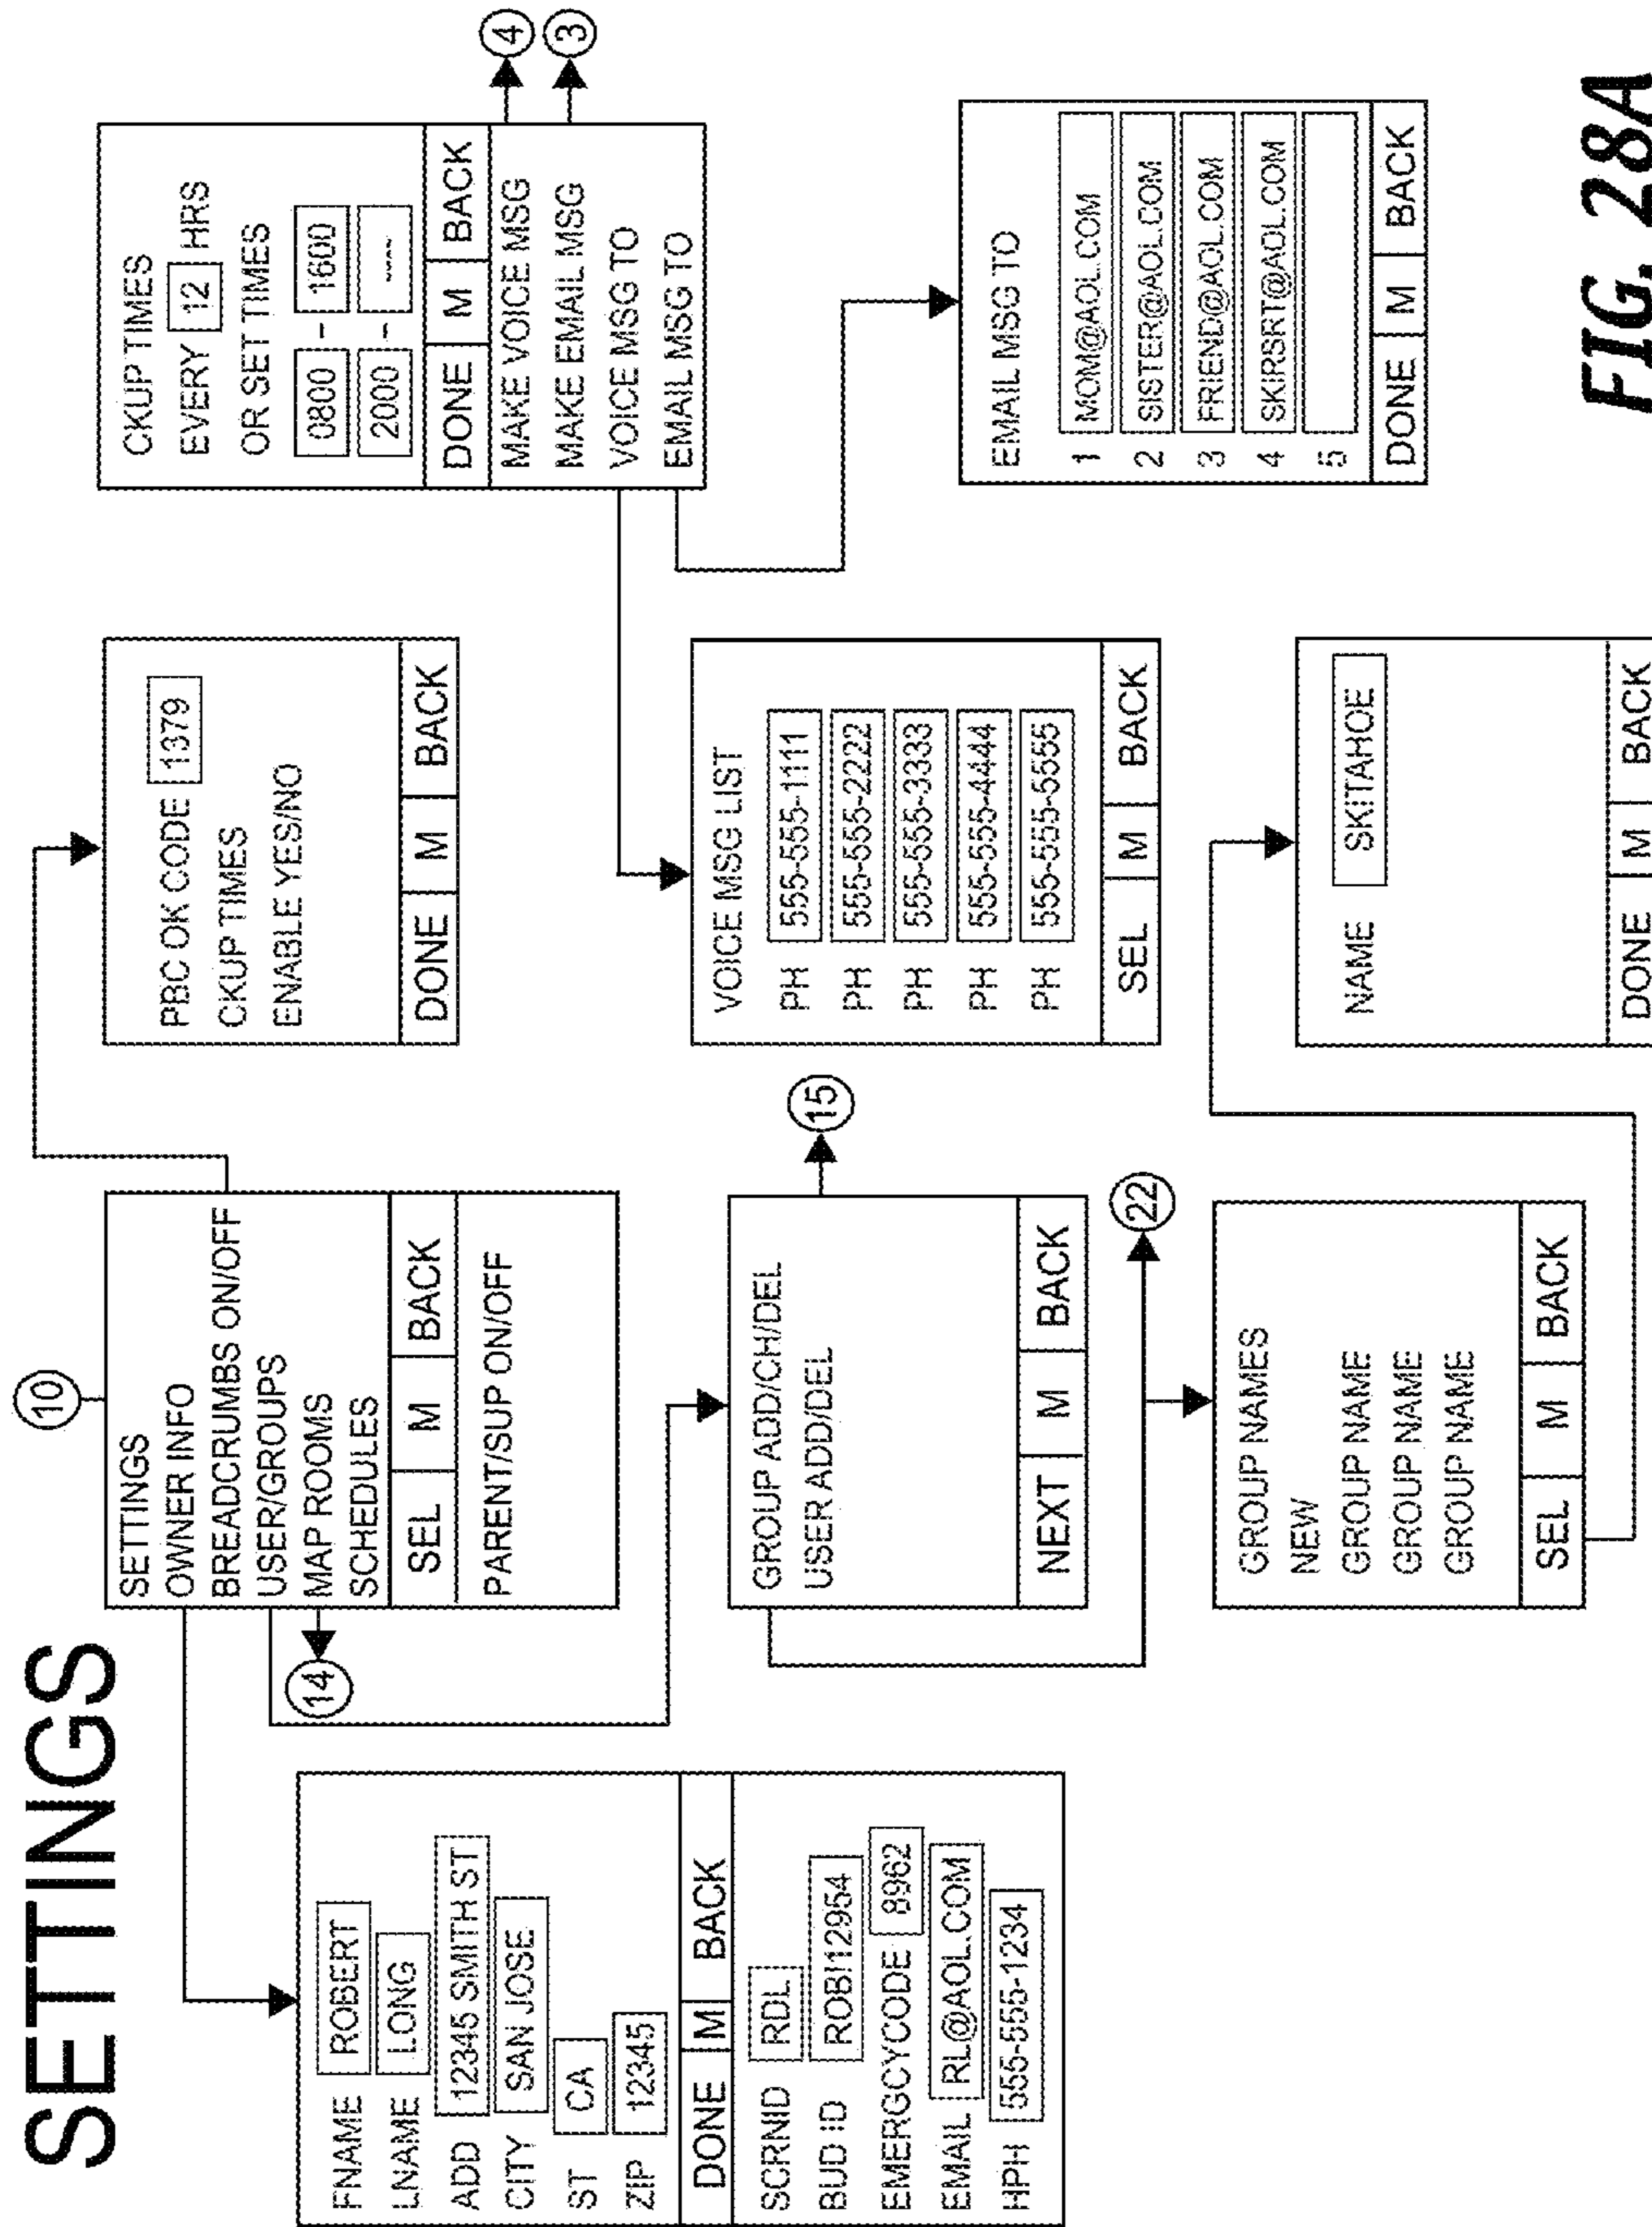 SETTINGS
10
SETTINGS
OWNER INFO
BREADCRUMBS ON/OFF
USER/GROUPS
MAP ROOMS
SCHEDULES
SEL M BACK
PARENT/SUP ON/OFF
14
FNAME ROBERT
LNAME LONG
ADD 12345 SMITH ST
CITY SAN JOSE
ST CA
ZIP 12345
DONE M BACK
SCRNID RDL
BUD ID ROBI12954
EMERGCYCODE 8962
EMAIL RL@AOL.COM
HPH 555-555-1234
GROUP ADD/CH/DEL
USER ADD/DEL
NEXT M BACK
15
22
GROUP NAMES
NEW
GROUP NAME
GROUP NAME
GROUP NAME
SEL M BACK
PBC OK CODE 1379
CKUP TIMES
ENABLE YES/NO
DONE M BACK
VOICE MSG LIST
PH 555-555-1111
PH 555-555-2222
PH 555-555-3333
PH 555-555-4444
PH 555-555-5555
SEL M BACK
NAME SKITAHOE
DONE M BACK
CKUP TIMES
EVERY 12 HRS
OR SET TIMES
0800 – 1600
2000 – ----
DONE M BACK
MAKE VOICE MSG
MAKE EMAIL MSG
VOICE MSG TO
EMAIL MSG TO
4
3
EMAIL MSG TO
1 MOM@AOL.COM
2 SISTER@AOL.COM
3 FRIEND@AOL.COM
4 SKIRSRT@AOL.COM
5
DONE M BACK
FIG. 28A